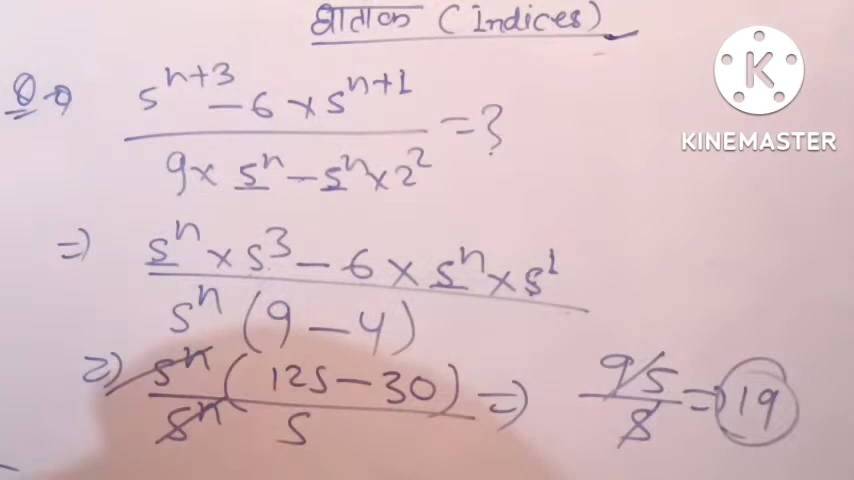 घाताक (Indices)
K
KINEMASTER
Q→ 5^{n+3} - 6 × 5^{n+1} / 9 × 5^n - 5^n × 2^2 = ?
⇒ 5^n × 5^3 - 6 × 5^n × 5^1 / 5^n (9 - 4)
⇒ 5^n (125 - 30) / 5^n 5 ⇒ 95 / 5 ⇒ 19